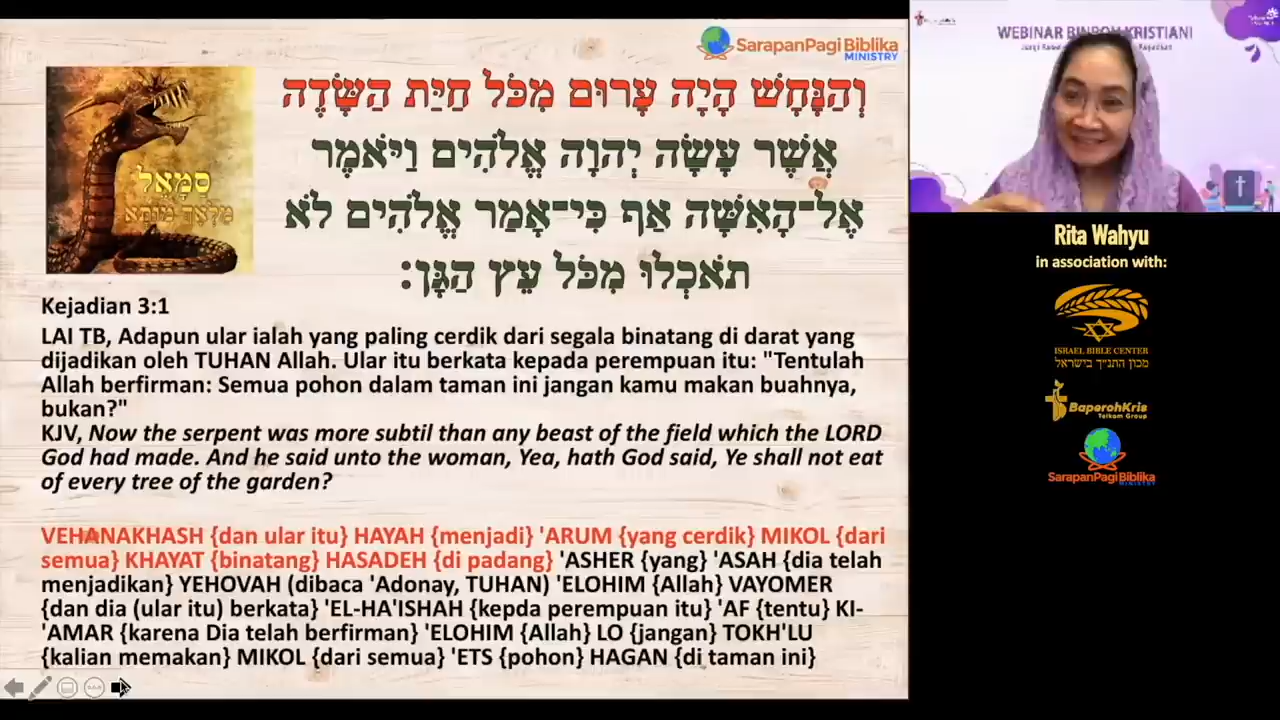 SarapanPagi Biblika
MINISTRY
וְהַנָּחָשׁ הָיָה עָרוּם מִכֹּל חַיַּת הַשָּׂדֶה
אֲשֶׁר עָשָׂה יְהוָה אֱלֹהִים וַיֹּאמֶר
אֶל־הָאִשָּׁה אַף כִּי־אָמַר אֱלֹהִים לֹא
תֹאכְלוּ מִכֹּל עֵץ הַגָּן׃
סמאל
Kejadian 3:1
LAI TB, Adapun ular ialah yang paling cerdik dari segala binatang di darat yang
dijadikan oleh TUHAN Allah. Ular itu berkata kepada perempuan itu: "Tentulah
Allah berfirman: Semua pohon dalam taman ini jangan kamu makan buahnya,
bukan?"
KJV, Now the serpent was more subtil than any beast of the field which the LORD
God had made. And he said unto the woman, Yea, hath God said, Ye shall not eat
of every tree of the garden?
VEHANAKHASH {dan ular itu} HAYAH {menjadi} 'ARUM {yang cerdik} MIKOL {dari
semua} KHAYAT {binatang} HASADEH {di padang} 'ASHER {yang} 'ASAH {dia telah
menjadikan} YEHOVAH (dibaca 'Adonay, TUHAN) 'ELOHIM {Allah} VAYOMER
{dan dia (ular itu) berkata} 'EL-HA'ISHAH {kepda perempuan itu} 'AF {tentu} KI-
'AMAR {karena Dia telah berfirman} 'ELOHIM {Allah} LO {jangan} TOKH'LU
{kalian memakan} MIKOL {dari semua} 'ETS {pohon} HAGAN {di taman ini}
WEBINAR BINROH KRISTIANI
Rita Wahyu
in association with:
ISRAEL BIBLE CENTER
מכון התנ״ך בישראל
BaperohKris
Telkom Group
SarapanPagi Biblika
MINISTRY